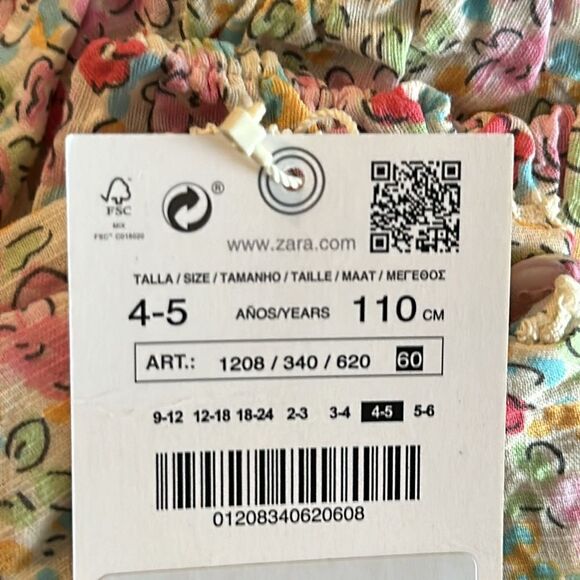 FSC
MIX
FSC™ C016020
®
www.zara.com
TALLA / SIZE / TAMANHO / TAILLE / MAAT / ΜΕΓΕΘΟΣ
4-5 AÑOS/YEARS 110 CM
ART.: 1208 / 340 / 620 60
9-12 12-18 18-24 2-3 3-4 4-5 5-6
01208340620608